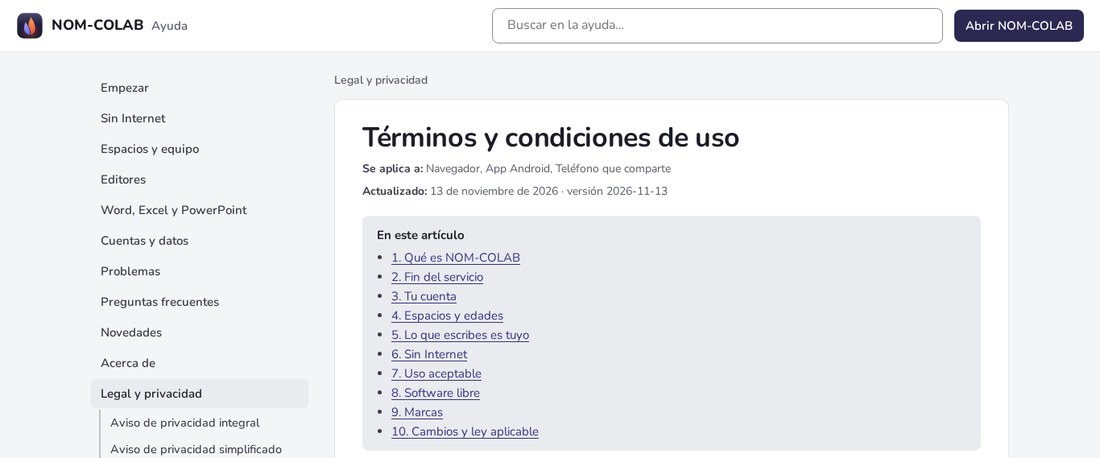 NOM-COLAB Ayuda
Buscar en la ayuda...
Abrir NOM-COLAB
Empezar
Sin Internet
Espacios y equipo
Editores
Word, Excel y PowerPoint
Cuentas y datos
Problemas
Preguntas frecuentes
Novedades
Acerca de
Legal y privacidad
Aviso de privacidad integral
Aviso de privacidad simplificado
Legal y privacidad
Términos y condiciones de uso
Se aplica a: Navegador, App Android, Teléfono que comparte
Actualizado: 13 de noviembre de 2026 · versión 2026-11-13
En este artículo
• 1. Qué es NOM-COLAB
• 2. Fin del servicio
• 3. Tu cuenta
• 4. Espacios y edades
• 5. Lo que escribes es tuyo
• 6. Sin Internet
• 7. Uso aceptable
• 8. Software libre
• 9. Marcas
• 10. Cambios y ley aplicable